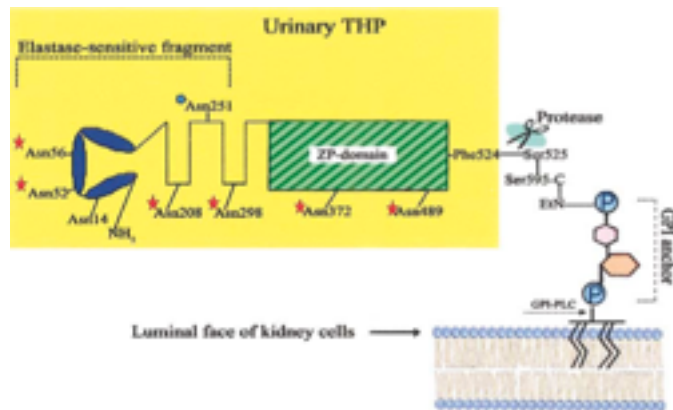 Urinary THP
Elastase-sensitive fragment
Asn251
Protease
Asn56
ZP-domain
Phe524
Ser525
Asn52
Ser595-C
Asn14
Asn208
Asn298
Asn372
Asn489
EtN
P
NH₂
GPI anchor
P
GPI-PLC
Luminal face of kidney cells